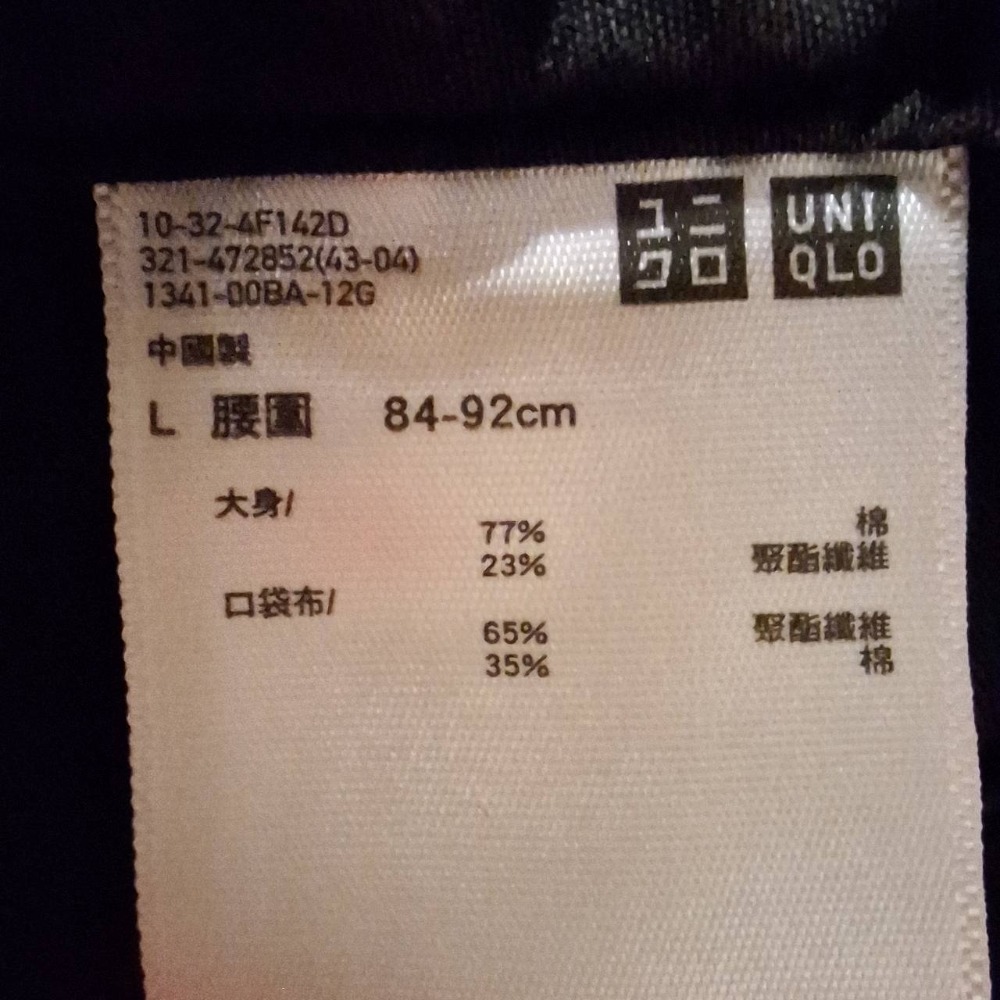 10-32-4F142D
321-472852(43-04)
1341-00BA-12G
ユニ
クロ
UNI
QLO
中國製
L 腰圍 84-92cm
大身/
77% 棉
23% 聚酯纖維
口袋布/
65% 聚酯纖維
35% 棉